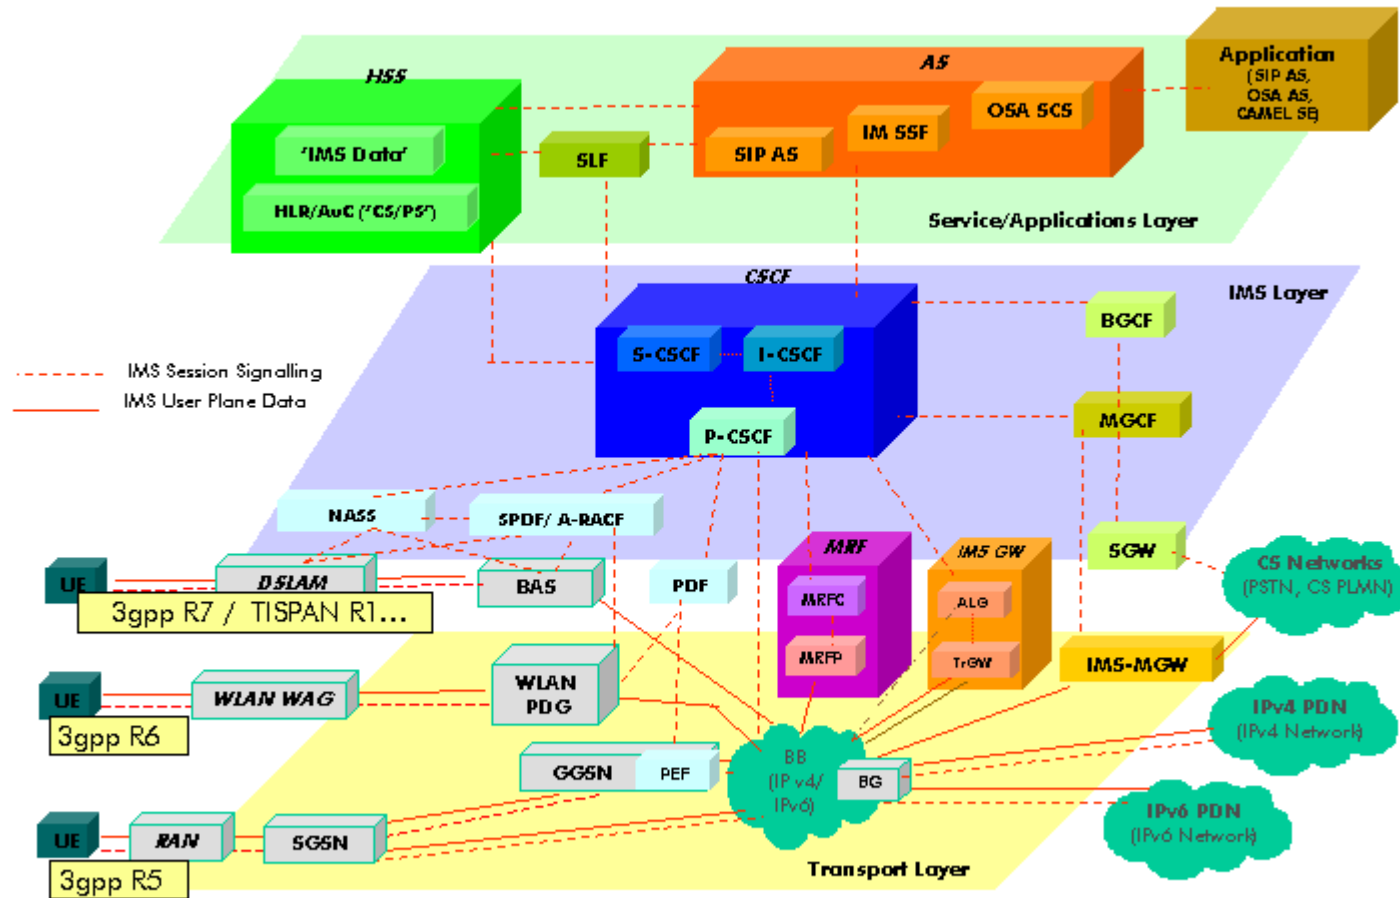 HSS
AS
Application
(SIP AS,
OSA AS,
CAMEL SE)
'IMS Data'
HLR/AuC ('CS/PS')
SLF
SIP AS
IM SSF
OSA SCS
Service/Applications Layer
CSCF
IMS Layer
S-CSCF
I-CSCF
P-CSCF
BGCF
MGCF
IMS Session Signalling
IMS User Plane Data
NASS
SPDF/ A-RACF
SGW
MRF
IMS GW
CS Networks
(PSTN, CS PLMN)
UE
DSLAM
BAS
PDF
MRFC
ALG
3gpp R7 / TISPAN R1...
MRFP
TrGW
IMS-MGW
UE
WLAN WAG
WLAN
PDG
3gpp R6
IPv4 PDN
(IPv4 Network)
GGSN
PEF
BB
(IP v4/
IPv6)
BG
IPv6 PDN
(IPv6 Network)
UE
RAN
SGSN
3gpp R5
Transport Layer